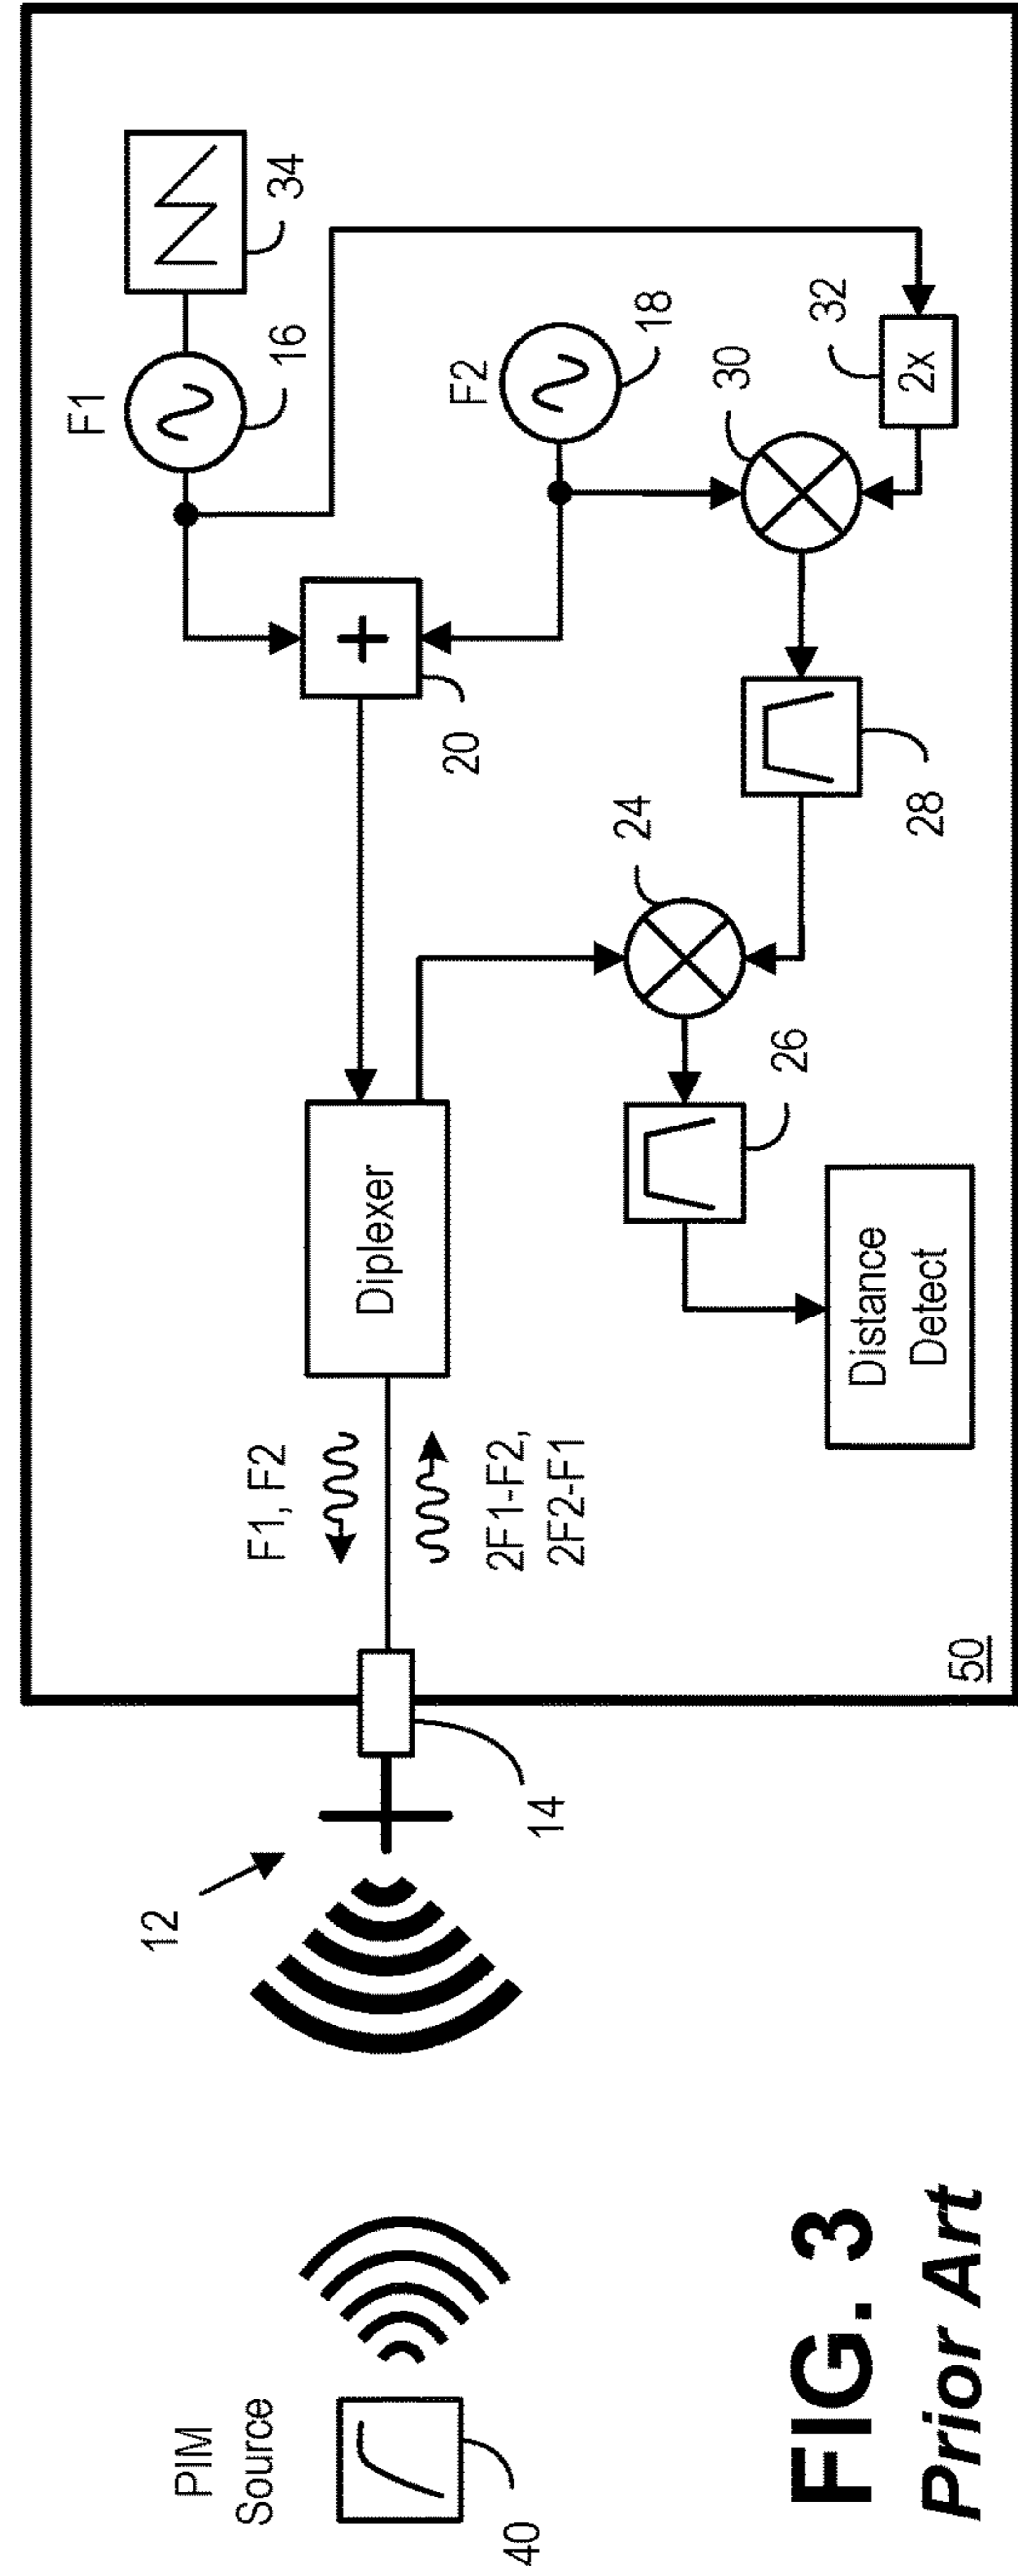 PIM
Source
40
12
14
F1, F2
2F1-F2,
2F2-F1
Diplexer
20
+
F1
16
34
F2
18
24
30
32
2x
26
28
Distance
Detect
50
FIG. 3
Prior Art